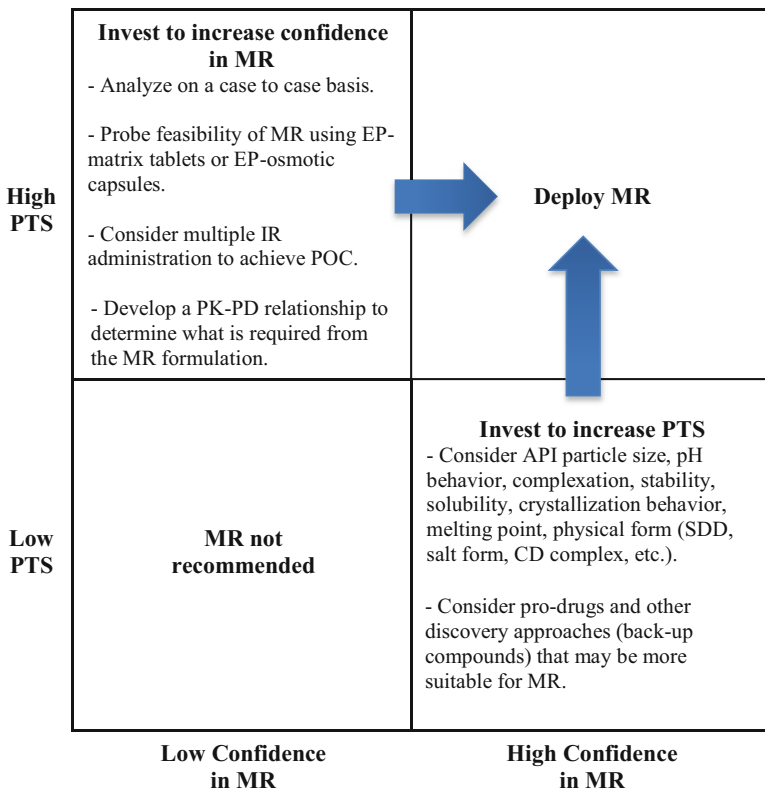 Invest to increase confidence
in MR
- Analyze on a case to case basis.
- Probe feasibility of MR using EP-
matrix tablets or EP-osmotic
capsules.
- Consider multiple IR
administration to achieve POC.
- Develop a PK-PD relationship to
determine what is required from
the MR formulation.
High
PTS
Deploy MR
Low
PTS
MR not
recommended
Invest to increase PTS
- Consider API particle size, pH
behavior, complexation, stability,
solubility, crystallization behavior,
melting point, physical form (SDD,
salt form, CD complex, etc.).
- Consider pro-drugs and other
discovery approaches (back-up
compounds) that may be more
suitable for MR.
Low Confidence
in MR
High Confidence
in MR